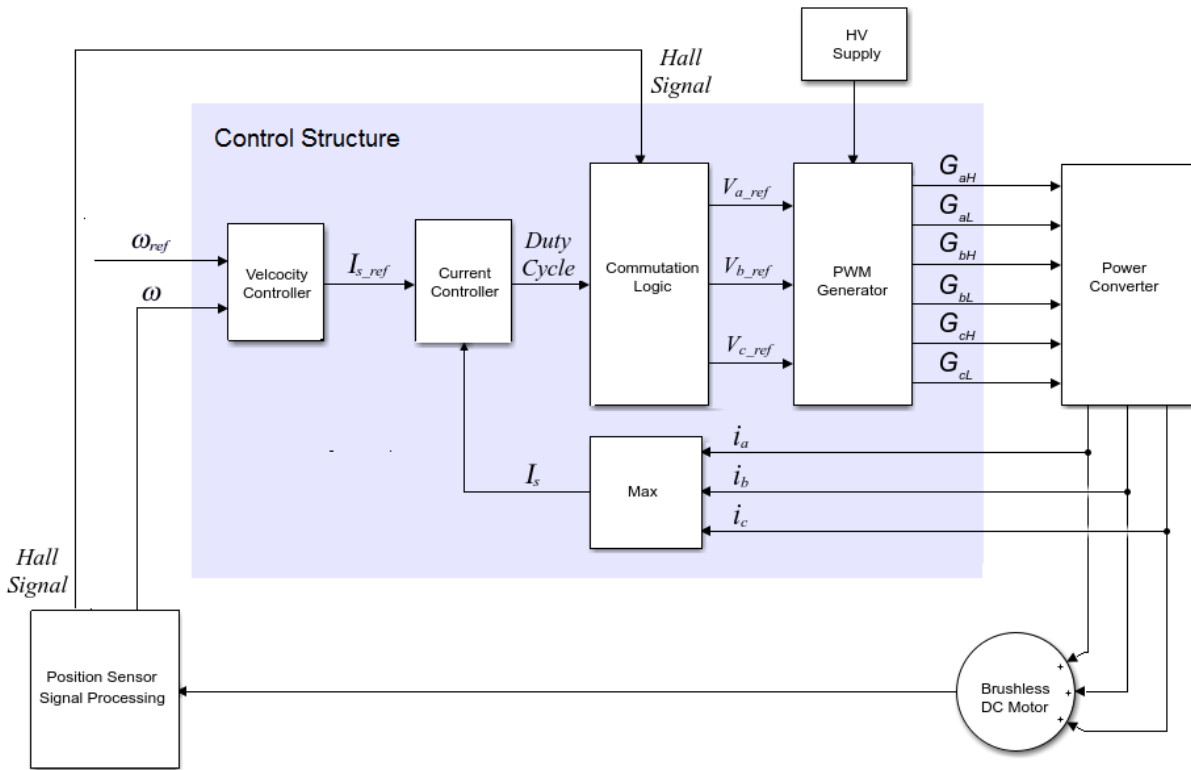 HV
Supply
Hall
Signal
Control Structure
G_aH
G_aL
G_bH
G_bL
G_cH
G_cL
V_a_ref
V_b_ref
V_c_ref
ω_ref
ω
Velcocity
Controller
I_s_ref
Current
Controller
Duty
Cycle
Commutation
Logic
PWM
Generator
Power
Converter
i_a
i_b
i_c
I_s
Max
Hall
Signal
Position Sensor
Signal Processing
Brushless
DC Motor
+
+
+